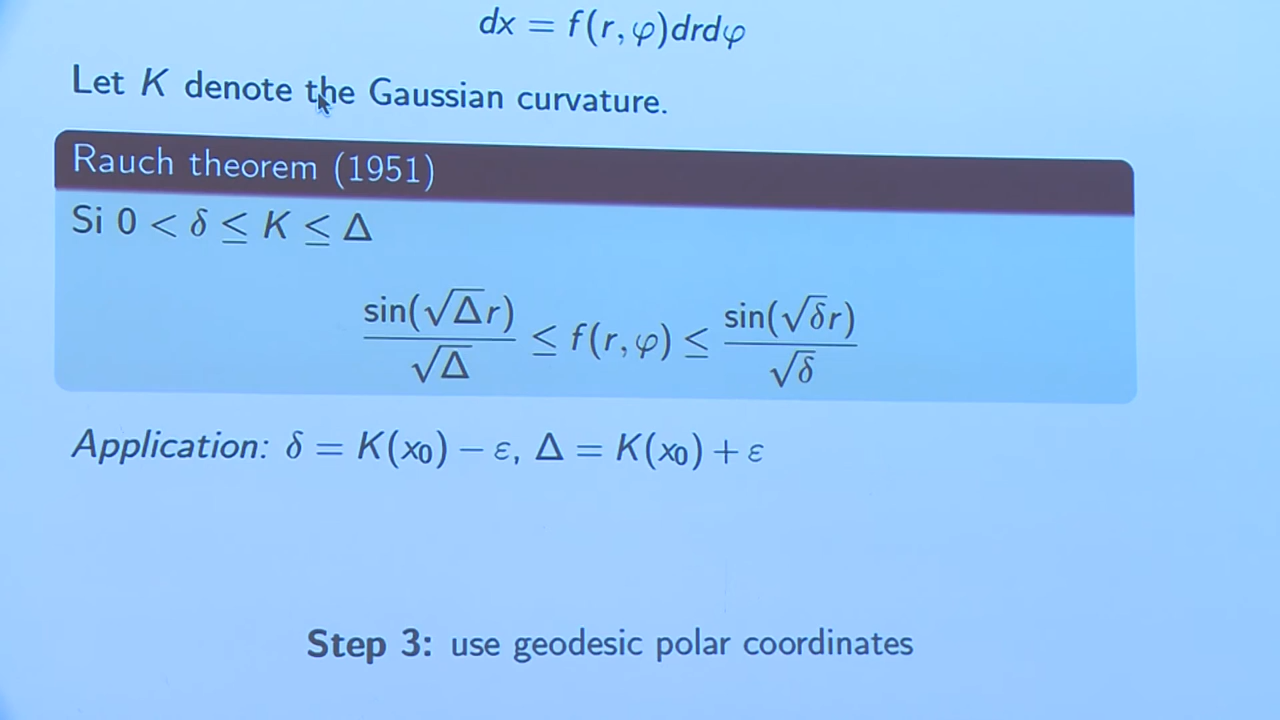 dx = f(r, φ)drdφ
Let K denote the Gaussian curvature.
Rauch theorem (1951)
Si 0 < δ ≤ K ≤ Δ
sin(√Δr)/√Δ ≤ f(r, φ) ≤ sin(√δr)/√δ
Application: δ = K(x₀) − ε, Δ = K(x₀) + ε
Step 3: use geodesic polar coordinates